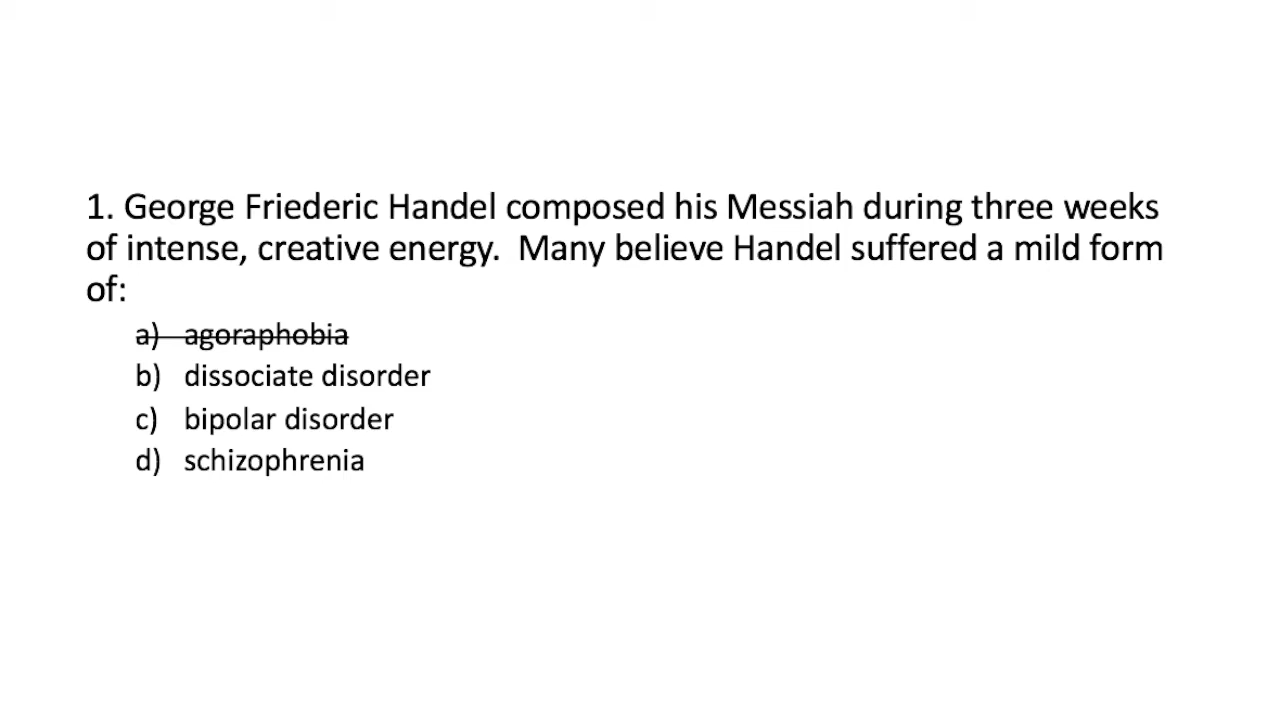 1. George Friederic Handel composed his Messiah during three weeks
of intense, creative energy.  Many believe Handel suffered a mild form
of:
a) agoraphobia
b) dissociate disorder
c) bipolar disorder
d) schizophrenia